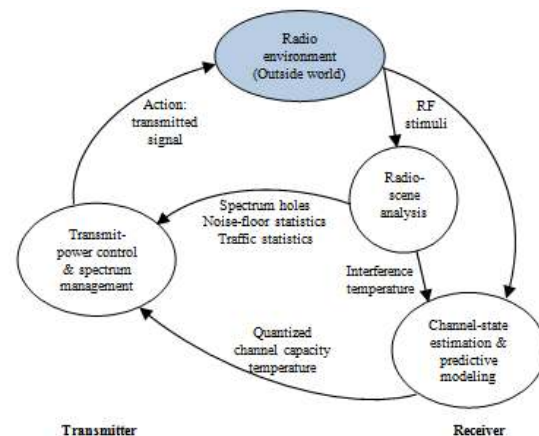 Radio
environment
(Outside world)
Action:
transmitted
signal
RF
stimuli
Radio-
scene
analysis
Spectrum holes
Noise-floor statistics
Traffic statistics
Transmit-
power control
& spectrum
management
Interference
temperature
Quantized
channel capacity
temperature
Channel-state
estimation &
predictive
modeling
Transmitter
Receiver